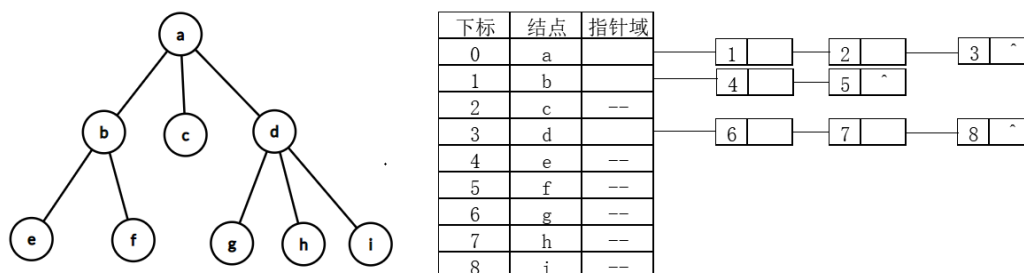 a
b c d
e f g h i
下标 结点 指针域
0 a 1 2 3 ^
1 b 4 5 ^
2 c --
3 d 6 7 8 ^
4 e --
5 f --
6 g --
7 h --
8 i --